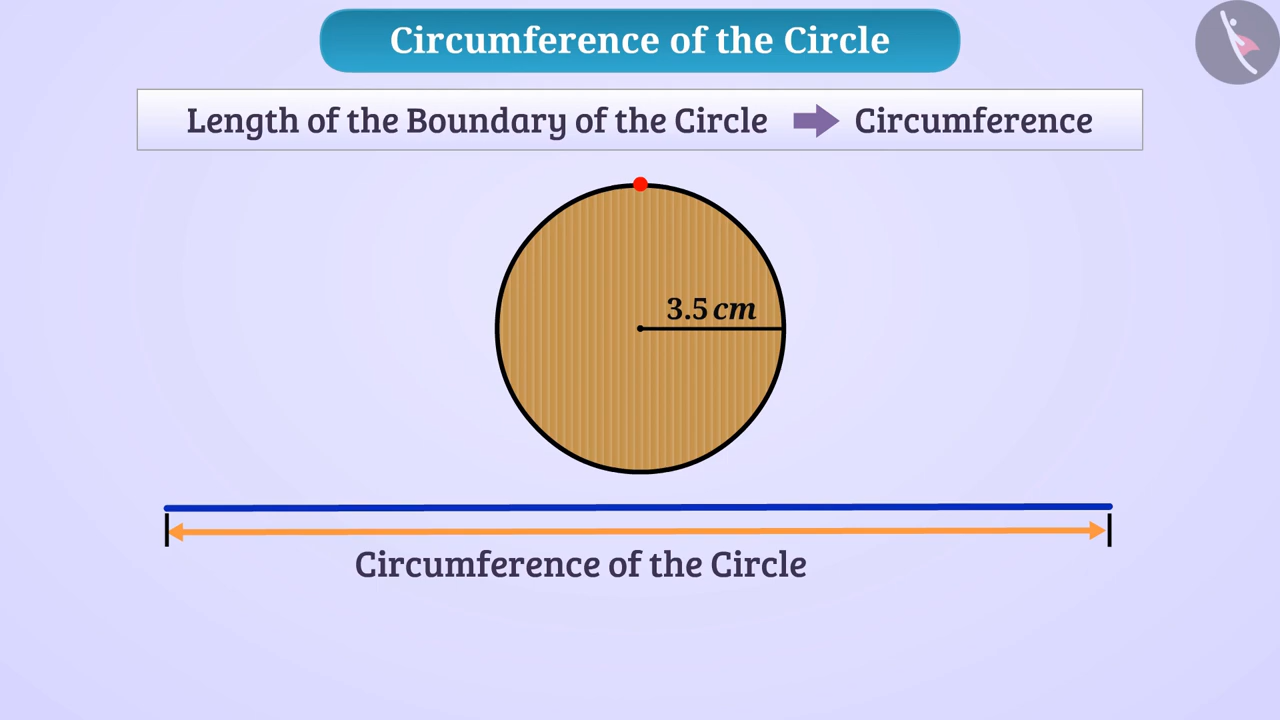 Circumference of the Circle
Length of the Boundary of the Circle Circumference
3.5 cm
Circumference of the Circle